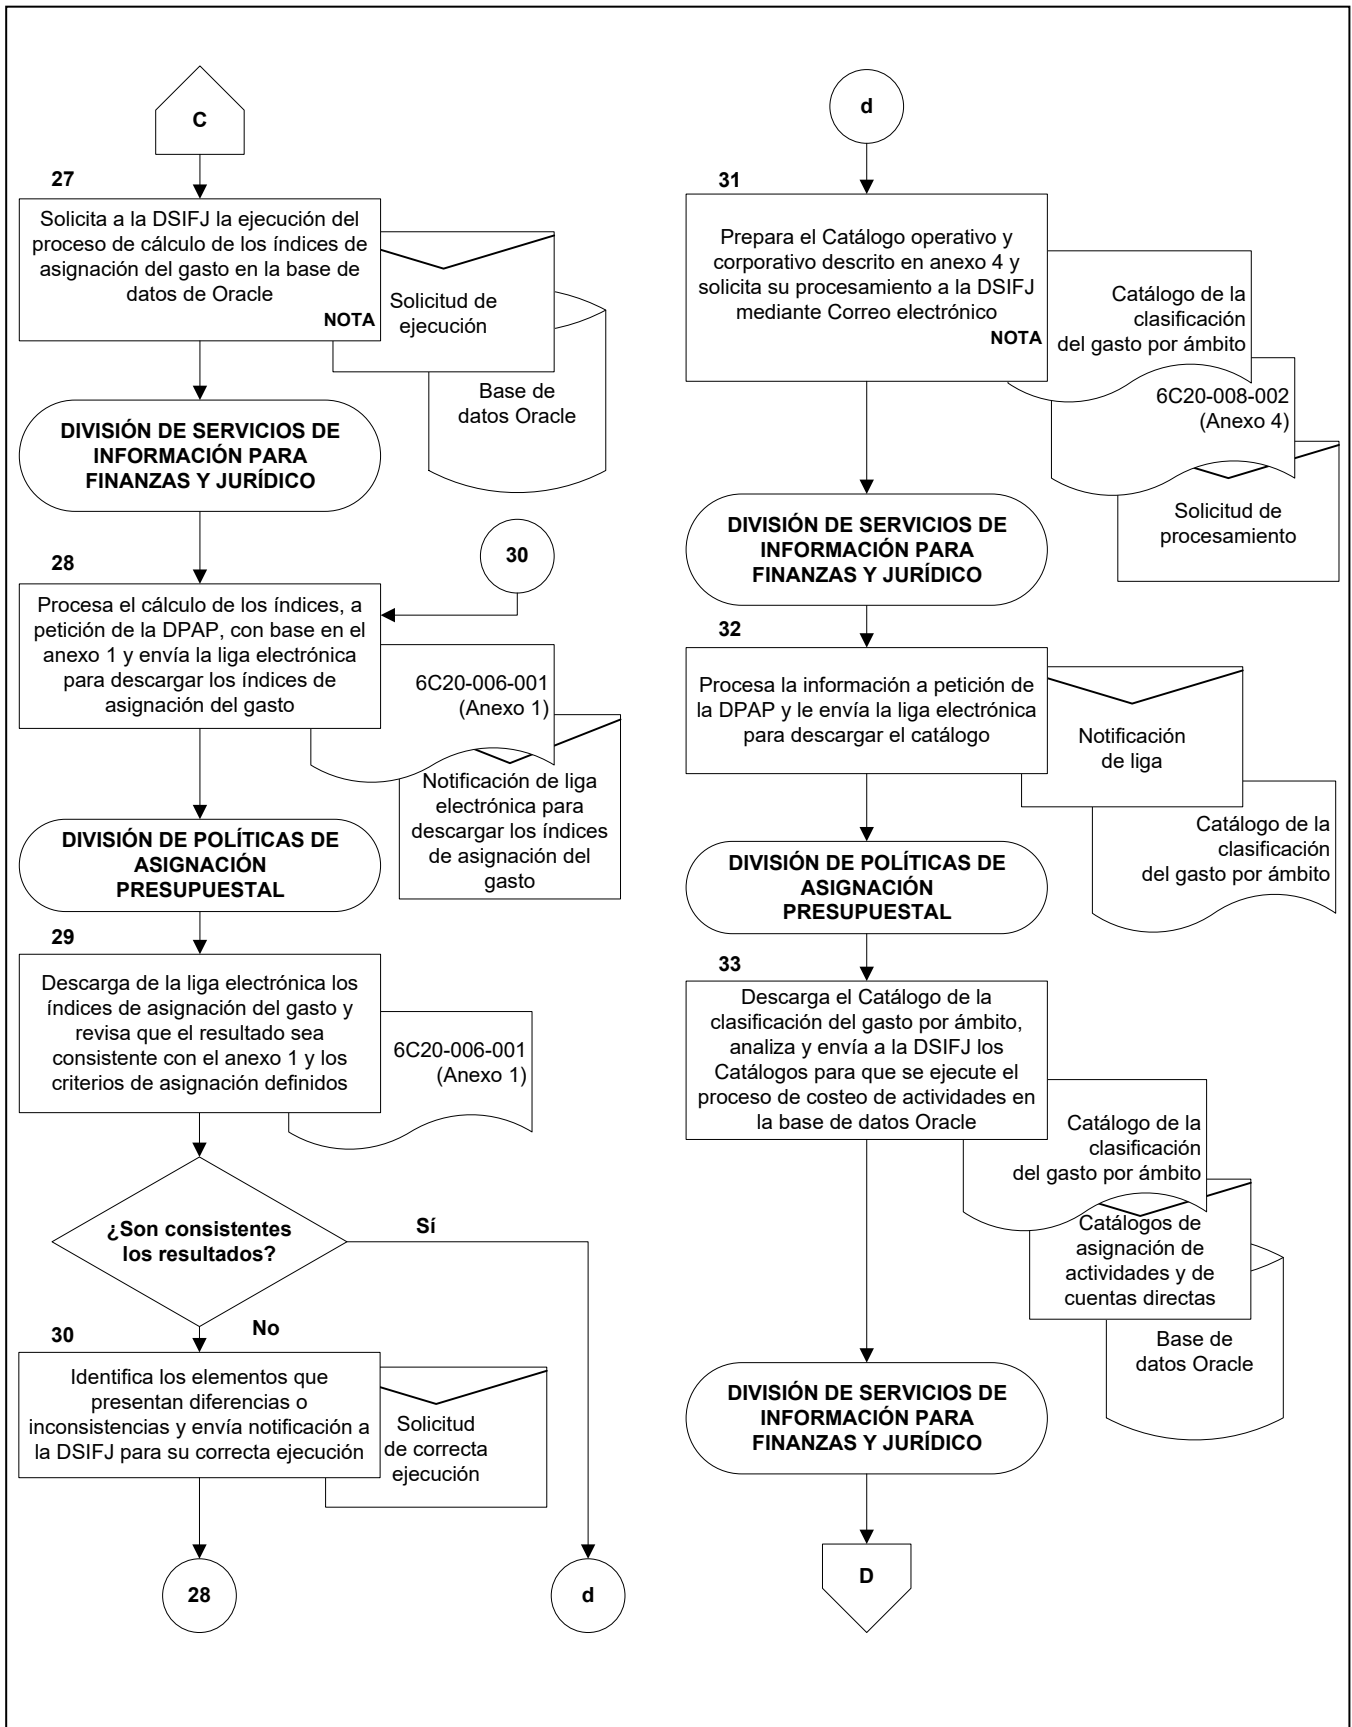 C
27
Solicita a la DSIFJ la ejecución del
proceso de cálculo de los índices de
asignación del gasto en la base de
datos de Oracle
NOTA
Solicitud de
ejecución
Base de
datos Oracle
DIVISIÓN DE SERVICIOS DE
INFORMACIÓN PARA
FINANZAS Y JURÍDICO
30
28
Procesa el cálculo de los índices, a
petición de la DPAP, con base en el
anexo 1 y envía la liga electrónica
para descargar los índices de
asignación del gasto
6C20-006-001
(Anexo 1)
Notificación de liga
electrónica para
descargar los índices
de asignación del
gasto
DIVISIÓN DE POLÍTICAS DE
ASIGNACIÓN
PRESUPUESTAL
29
Descarga de la liga electrónica los
índices de asignación del gasto y
revisa que el resultado sea
consistente con el anexo 1 y los
criterios de asignación definidos
6C20-006-001
(Anexo 1)
¿Son consistentes
los resultados?
Sí
No
30
Identifica los elementos que
presentan diferencias o
inconsistencias y envía notificación a
la DSIFJ para su correcta ejecución
Solicitud
de correcta
ejecución
28
d
d
31
Prepara el Catálogo operativo y
corporativo descrito en anexo 4 y
solicita su procesamiento a la DSIFJ
mediante Correo electrónico
NOTA
Catálogo de la
clasificación
del gasto por ámbito
6C20-008-002
(Anexo 4)
Solicitud de
procesamiento
DIVISIÓN DE SERVICIOS DE
INFORMACIÓN PARA
FINANZAS Y JURÍDICO
32
Procesa la información a petición de
la DPAP y le envía la liga electrónica
para descargar el catálogo
Notificación
de liga
Catálogo de la
clasificación
del gasto por ámbito
DIVISIÓN DE POLÍTICAS DE
ASIGNACIÓN
PRESUPUESTAL
33
Descarga el Catálogo de la
clasificación del gasto por ámbito,
analiza y envía a la DSIFJ los
Catálogos para que se ejecute el
proceso de costeo de actividades en
la base de datos Oracle
Catálogo de la
clasificación
del gasto por ámbito
Catálogos de
asignación de
actividades y de
cuentas directas
Base de
datos Oracle
DIVISIÓN DE SERVICIOS DE
INFORMACIÓN PARA
FINANZAS Y JURÍDICO
D